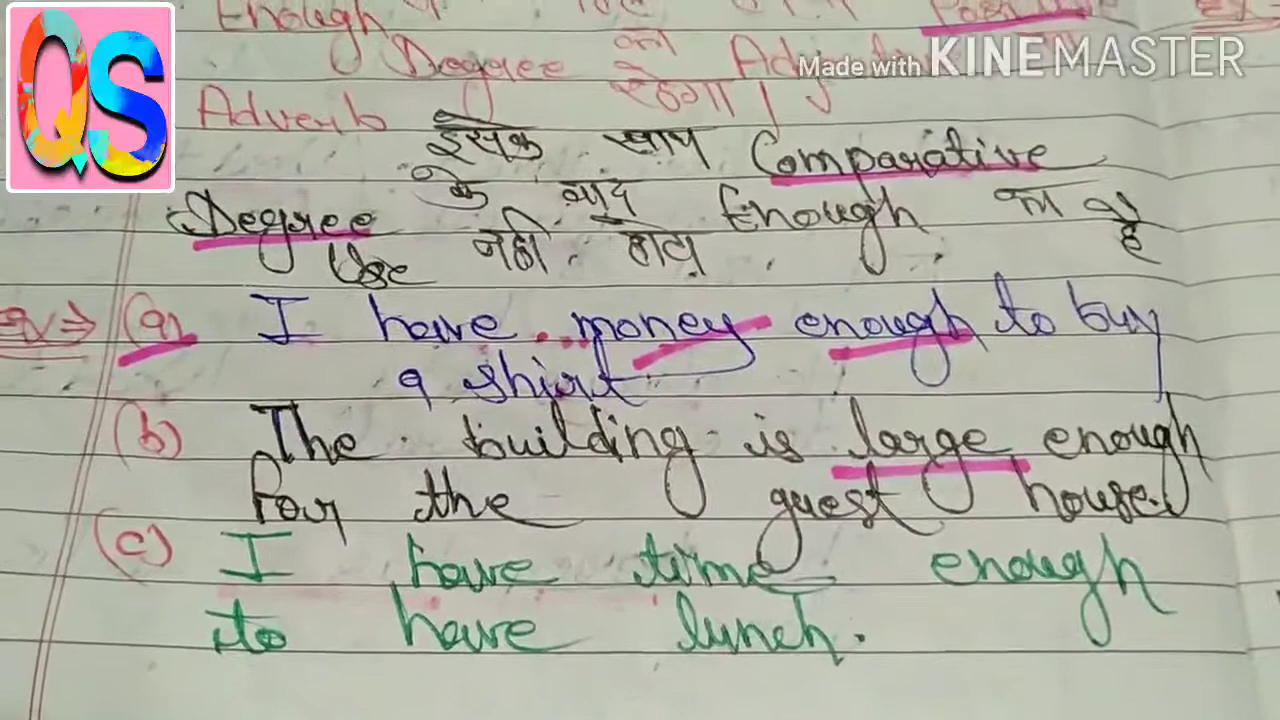 QS
Enough
Degree का
Made with KINEMASTER
Adverb रहेगा।
इसके साथ Comparative
Degree के बाद Enough का
Use नहीं होता है
ex⇒ (a) I have money enough to buy
a shirt
(b) The building is large enough
for the guest house.
(c) I have time enough
to have lunch.